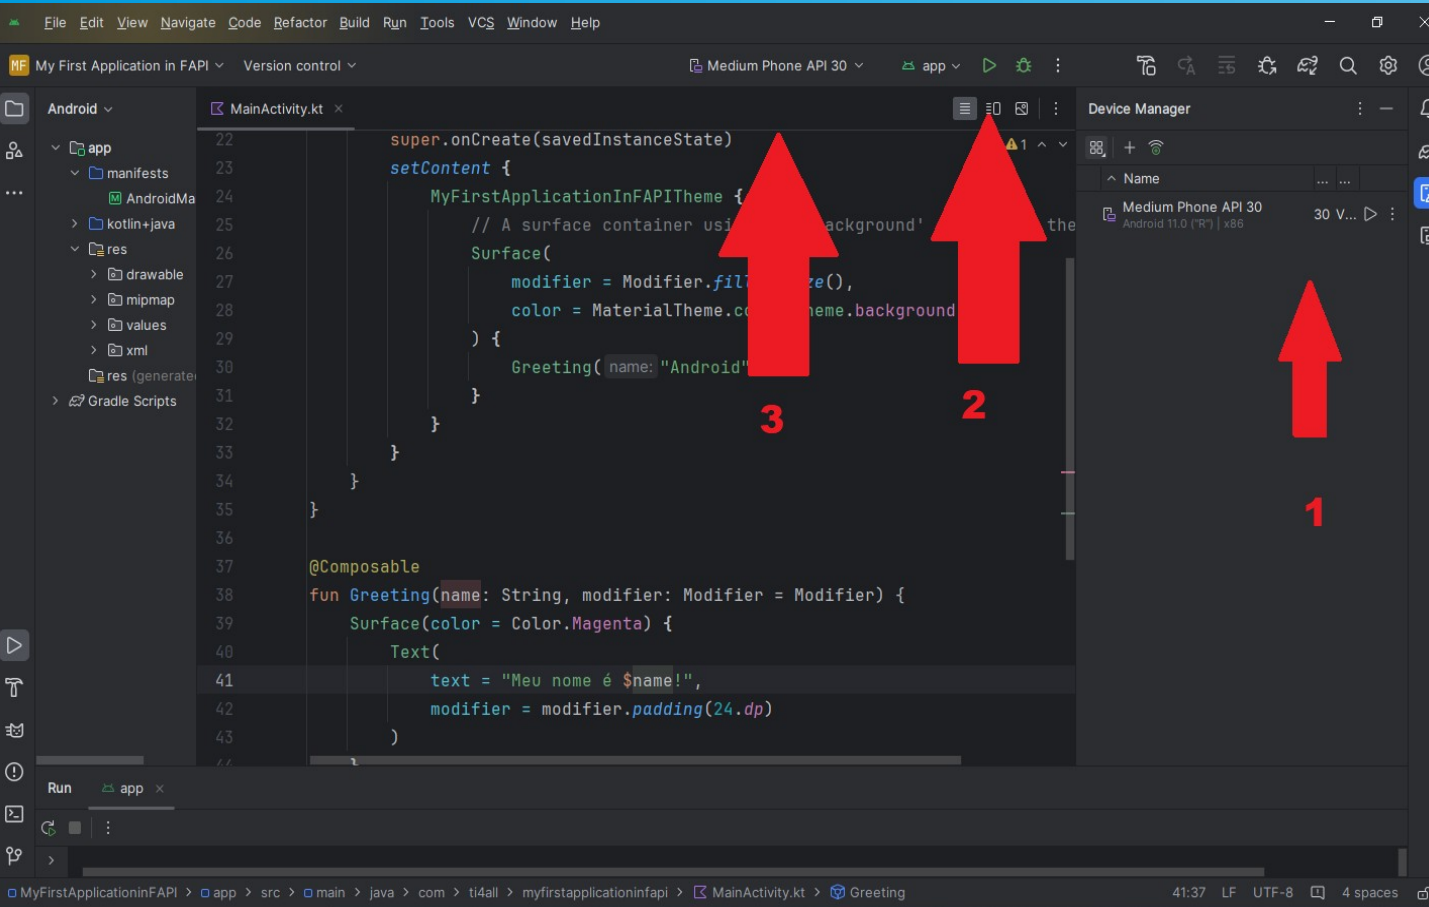 File Edit View Navigate Code Refactor Build Run Tools VCS Window Help
MF My First Application in FAPI Version control Medium Phone API 30 app
Android
MainActivity.kt
Device Manager
app
manifests
AndroidMa
kotlin+java
res
drawable
mipmap
values
xml
res (generate
Gradle Scripts
22 super.onCreate(savedInstanceState)
1
23 setContent {
24 MyFirstApplicationInFAPITheme {
25 // A surface container usi ackground' the
26 Surface(
27 modifier = Modifier.fil ze(),
28 color = MaterialTheme.co eme.background
29 ) {
30 Greeting( name: "Android"
31 }
32 }
33 }
34 }
35 }
36
37 @Composable
38 fun Greeting(name: String, modifier: Modifier = Modifier) {
39 Surface(color = Color.Magenta) {
40 Text(
41 text = "Meu nome é $name!",
42 modifier = modifier.padding(24.dp)
43 )
Name ... ...
Medium Phone API 30 30 V...
Android 11.0 ("R") | x86
3
2
1
Run app
MyFirstApplicationinFAPI > app > src > main > java > com > ti4all > myfirstapplicationinfapi > MainActivity.kt > Greeting 41:37 LF UTF-8 4 spaces